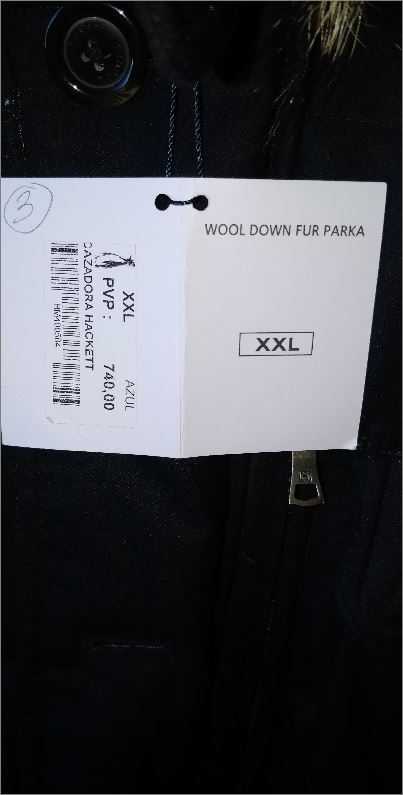 3
WOOL DOWN FUR PARKA
XXL
XXL
AZUL
PVP : 740,00
CAZADORA HACKETT